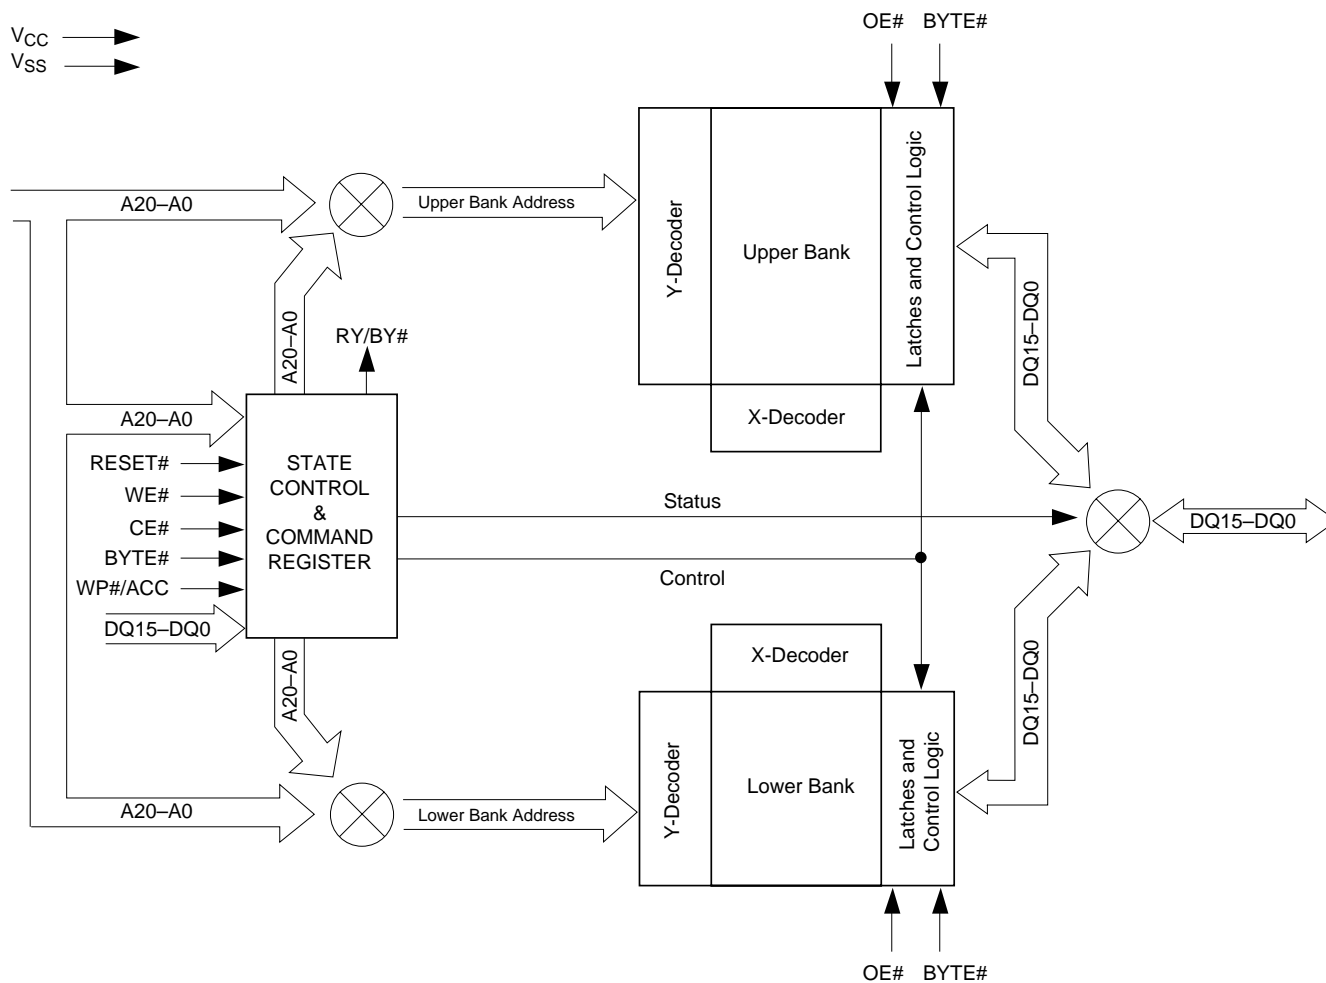 OE# BYTE#
VCC
VSS
A20–A0
Upper Bank Address
Y-Decoder
Upper Bank
Latches and Control Logic
X-Decoder
DQ15–DQ0
A20–A0
RY/BY#
A20–A0
RESET#
WE#
CE#
BYTE#
WP#/ACC
DQ15–DQ0
STATE
CONTROL
&
COMMAND
REGISTER
Status
Control
DQ15–DQ0
A20–A0
X-Decoder
DQ15–DQ0
Y-Decoder
Lower Bank
Latches and
Control Logic
A20–A0
Lower Bank Address
OE# BYTE#